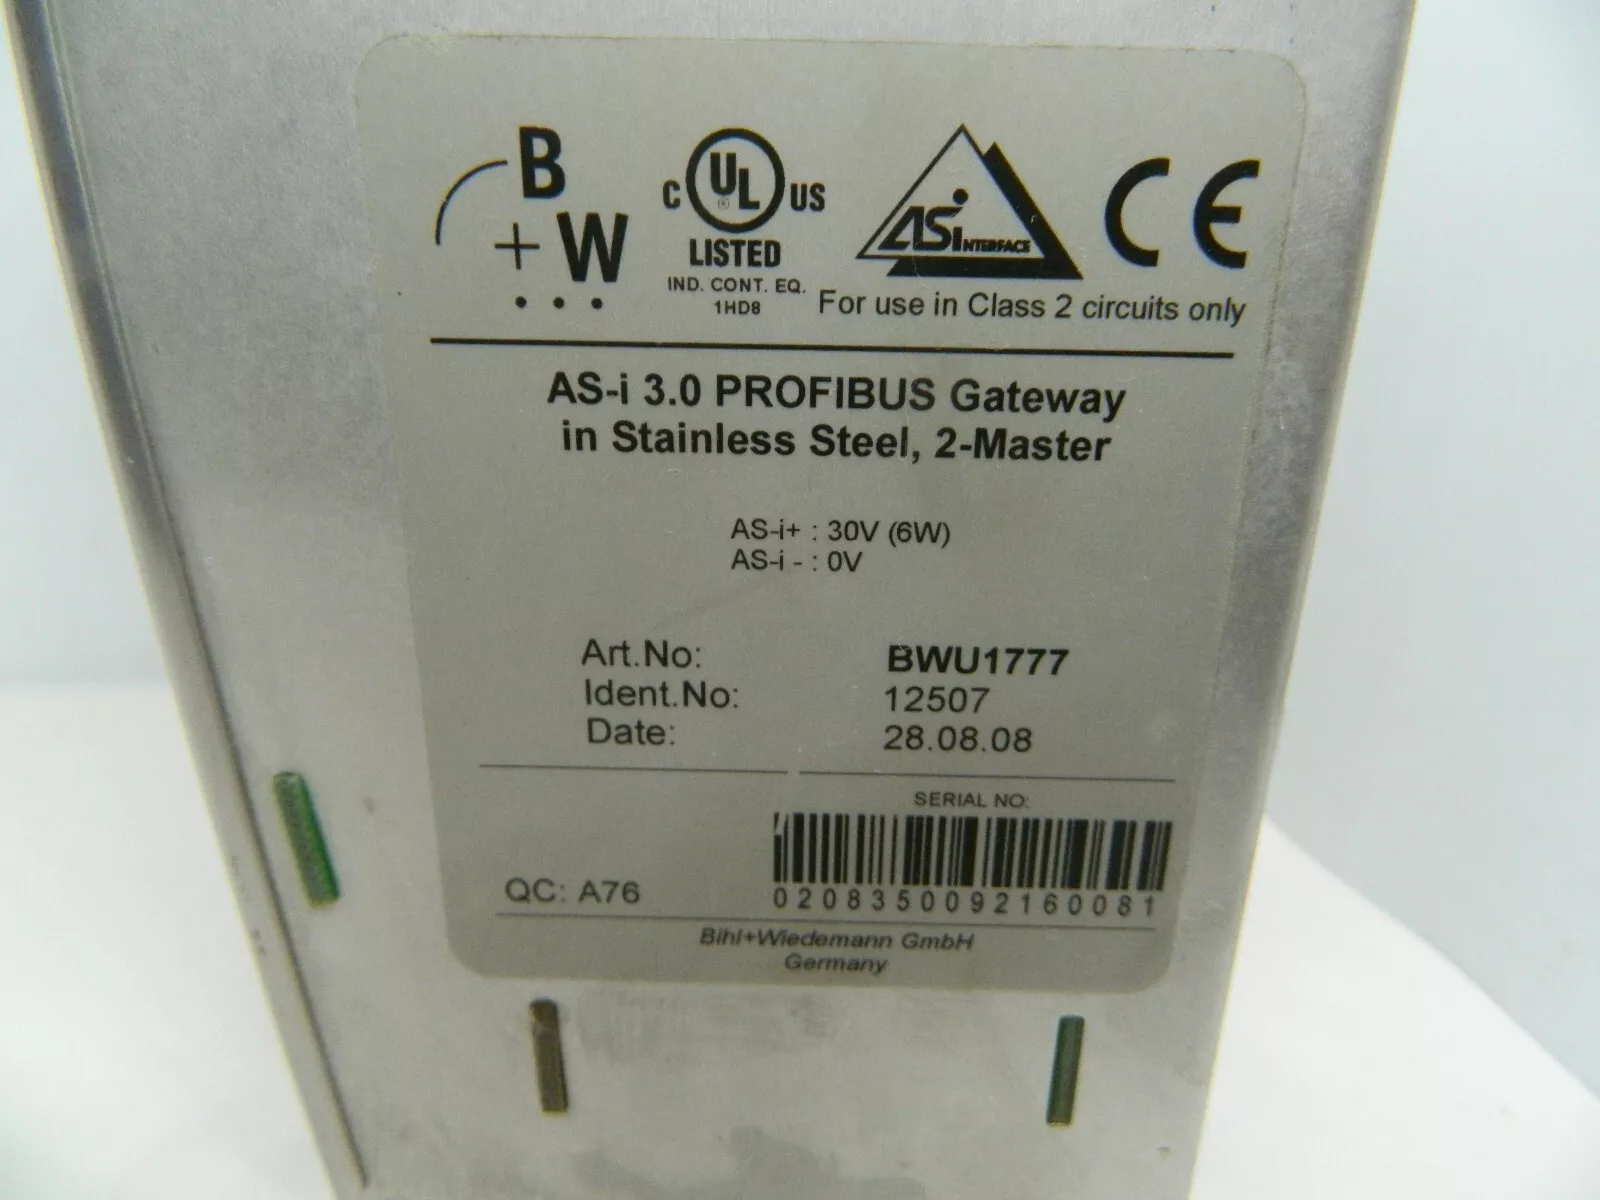 B
+W
C UL US
LISTED
IND. CONT. EQ.
1HD8
ASi INTERFACE
CE
For use in Class 2 circuits only
AS-i 3.0 PROFIBUS Gateway
in Stainless Steel, 2-Master
AS-i+ : 30V (6W)
AS-i - : 0V
Art.No: BWU1777
Ident.No: 12507
Date: 28.08.08
SERIAL NO:
0208350092160081
QC: A76
Bihl+Wiedemann GmbH
Germany